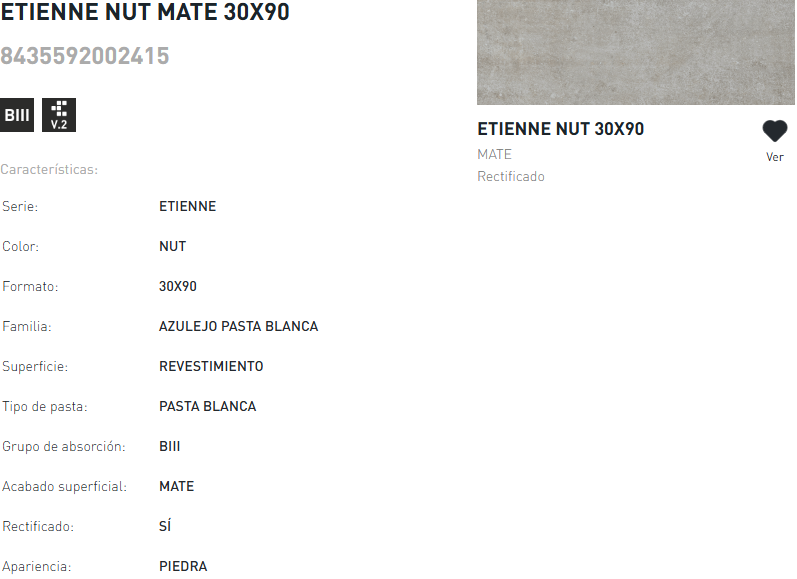 ETIENNE NUT MATE 30X90
8435592002415
BIII
V.2
Características:
Serie: ETIENNE
Color: NUT
Formato: 30X90
Familia: AZULEJO PASTA BLANCA
Superficie: REVESTIMIENTO
Tipo de pasta: PASTA BLANCA
Grupo de absorción: BIII
Acabado superficial: MATE
Rectificado: SÍ
Apariencia: PIEDRA
ETIENNE NUT 30X90
MATE
Rectificado
Ver